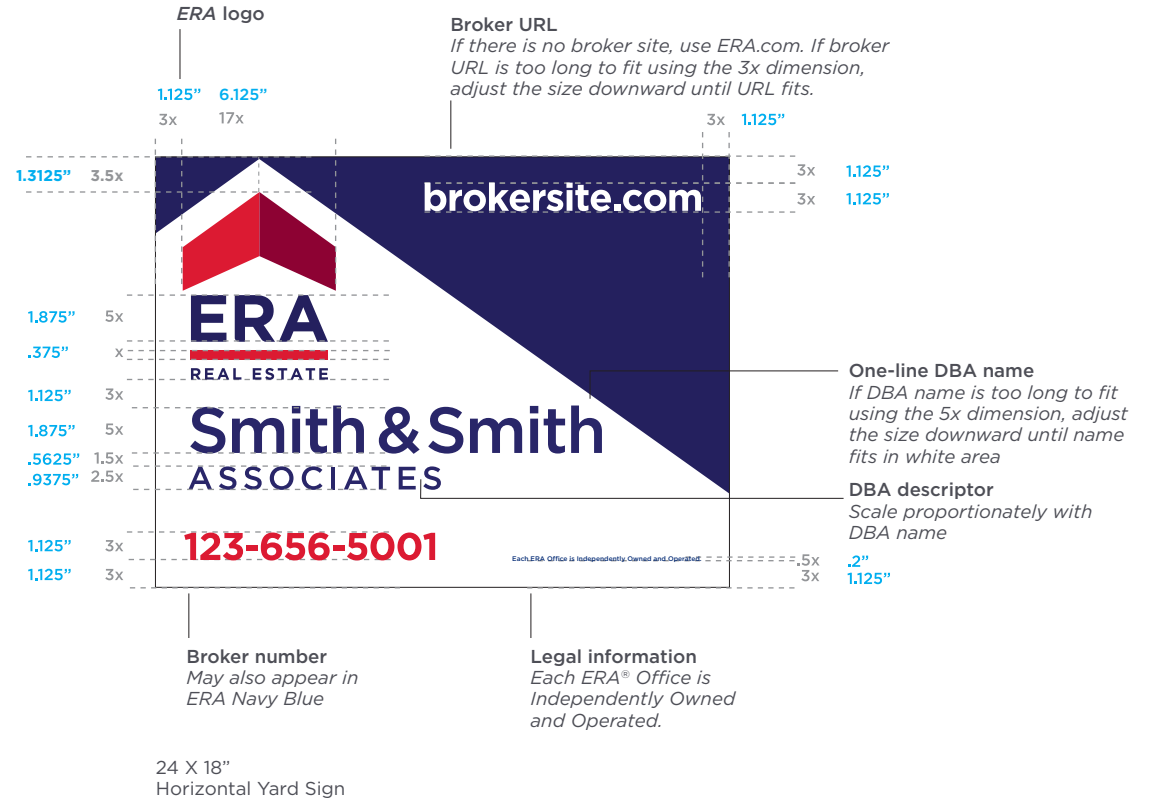 ERA logo
Broker URL
If there is no broker site, use ERA.com. If broker
URL is too long to fit using the 3x dimension,
adjust the size downward until URL fits.
1.125” 6.125”
3x 17x
3x 1.125”
1.3125” 3.5x
3x 1.125”
brokersite.com
3x 1.125”
1.875” 5x
ERA
.375” x
REAL ESTATE
1.125” 3x
One-line DBA name
If DBA name is too long to fit
using the 5x dimension, adjust
the size downward until name
fits in white area
1.875” 5x
Smith & Smith
.5625” 1.5x
.9375” 2.5x
ASSOCIATES
DBA descriptor
Scale proportionately with
DBA name
1.125” 3x
123-656-5001
Each ERA Office is Independently Owned and Operated.
.5x .2”
1.125” 3x
3x 1.125”
Broker number
May also appear in
ERA Navy Blue
Legal information
Each ERA® Office is
Independently Owned
and Operated.
24 X 18”
Horizontal Yard Sign